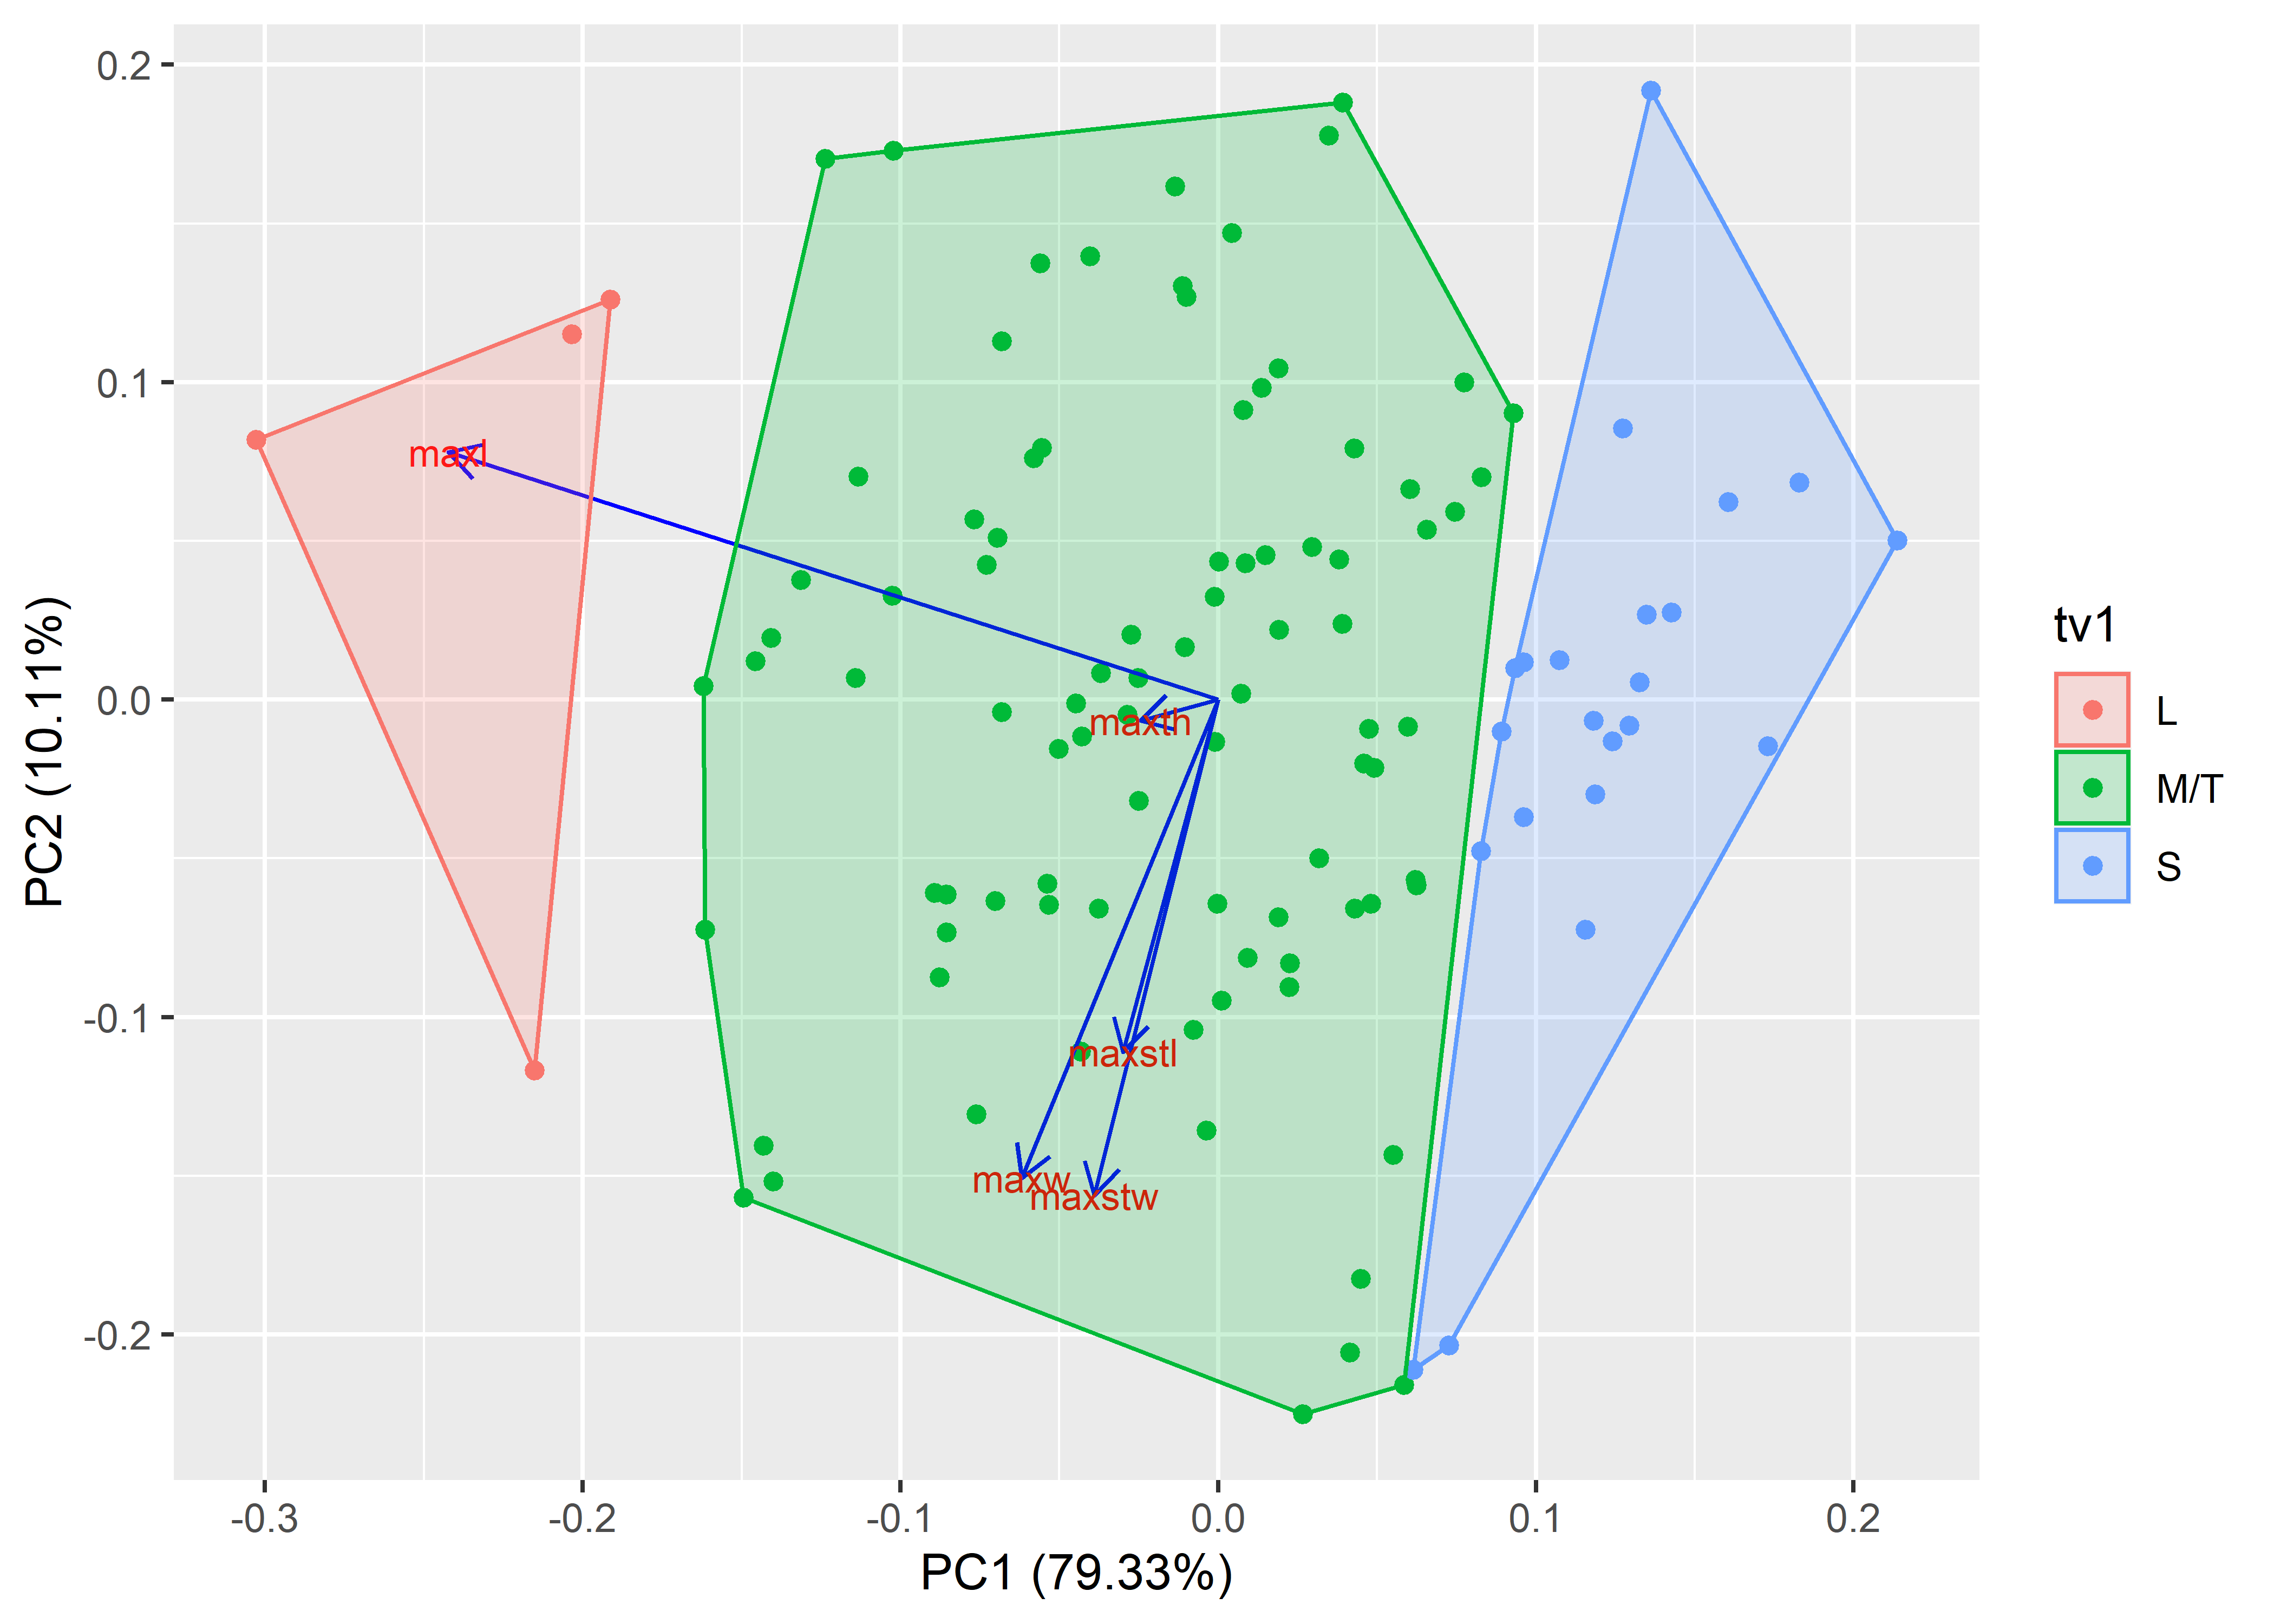 0.2
0.1
0.0
-0.1
-0.2
PC2 (10.11%)
maxl
maxth
maxstl
maxw
maxstw
-0.3
-0.2
-0.1
0.0
0.1
0.2
PC1 (79.33%)
tv1
L
M/T
S